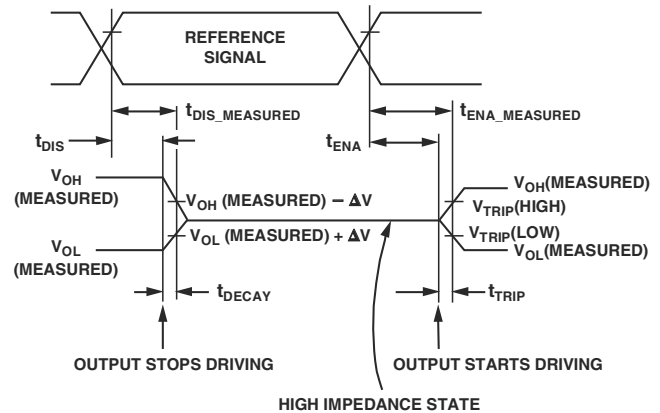 REFERENCE
SIGNAL
tDIS_MEASURED
tENA_MEASURED
tDIS
tENA
VOH
(MEASURED)
VOH (MEASURED) − ΔV
VOH(MEASURED)
VTRIP(HIGH)
VOL
(MEASURED)
VOL (MEASURED) + ΔV
VTRIP(LOW)
VOL(MEASURED)
tDECAY
tTRIP
OUTPUT STOPS DRIVING
OUTPUT STARTS DRIVING
HIGH IMPEDANCE STATE